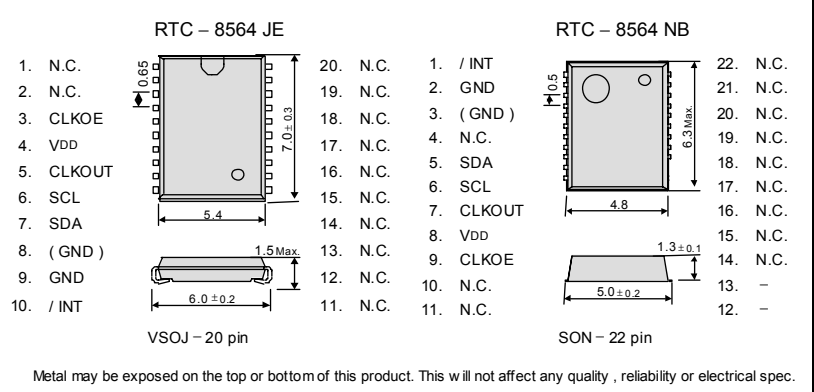 RTC – 8564 JE
1. N.C.
2. N.C.
3. CLKOE
4. VDD
5. CLKOUT
6. SCL
7. SDA
8. ( GND )
9. GND
10. / INT
20. N.C.
19. N.C.
18. N.C.
17. N.C.
16. N.C.
15. N.C.
14. N.C.
13. N.C.
12. N.C.
11. N.C.
0.65
7.0 ± 0.3
5.4
1.5 Max.
6.0 ± 0.2
VSOJ – 20 pin
RTC – 8564 NB
1. / INT
2. GND
3. ( GND )
4. N.C.
5. SDA
6. SCL
7. CLKOUT
8. VDD
9. CLKOE
10. N.C.
11. N.C.
22. N.C.
21. N.C.
20. N.C.
19. N.C.
18. N.C.
17. N.C.
16. N.C.
15. N.C.
14. N.C.
13. –
12. –
0.5
6.3 Max.
4.8
1.3 ± 0.1
5.0 ± 0.2
SON – 22 pin
Metal may be exposed on the top or bottom of this product. This will not affect any quality , reliability or electrical spec.